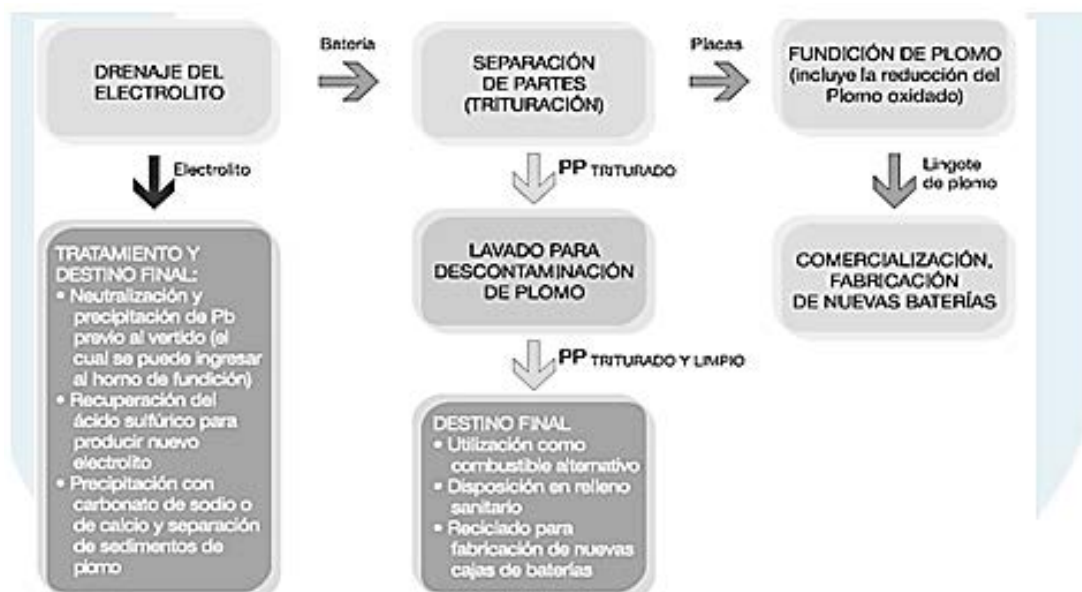 DRENAJE DEL
ELECTROLITO
Batería
SEPARACIÓN
DE PARTES
(TRITURACIÓN)
Placas
FUNDICIÓN DE PLOMO
(incluye la reducción del
Plomo oxidado)
Electrolito
PP TRITURADO
Lingote
de plomo
TRATAMIENTO Y
DESTINO FINAL:
• Neutralización y
precipitación de Pb
previo al vertido (el
cual se puede ingresar
al horno de fundición)
• Recuperación del
ácido sulfúrico para
producir nuevo
electrolito
• Precipitación con
carbonato de sodio o
de calcio y separación
de sedimentos de
plomo
LAVADO PARA
DESCONTAMINACIÓN
DE PLOMO
PP TRITURADO Y LIMPIO
DESTINO FINAL
• Utilización como
combustible alternativo
• Disposición en relleno
sanitario
• Reciclado para
fabricación de nuevas
cajas de baterías
COMERCIALIZACIÓN,
FABRICACIÓN
DE NUEVAS BATERÍAS